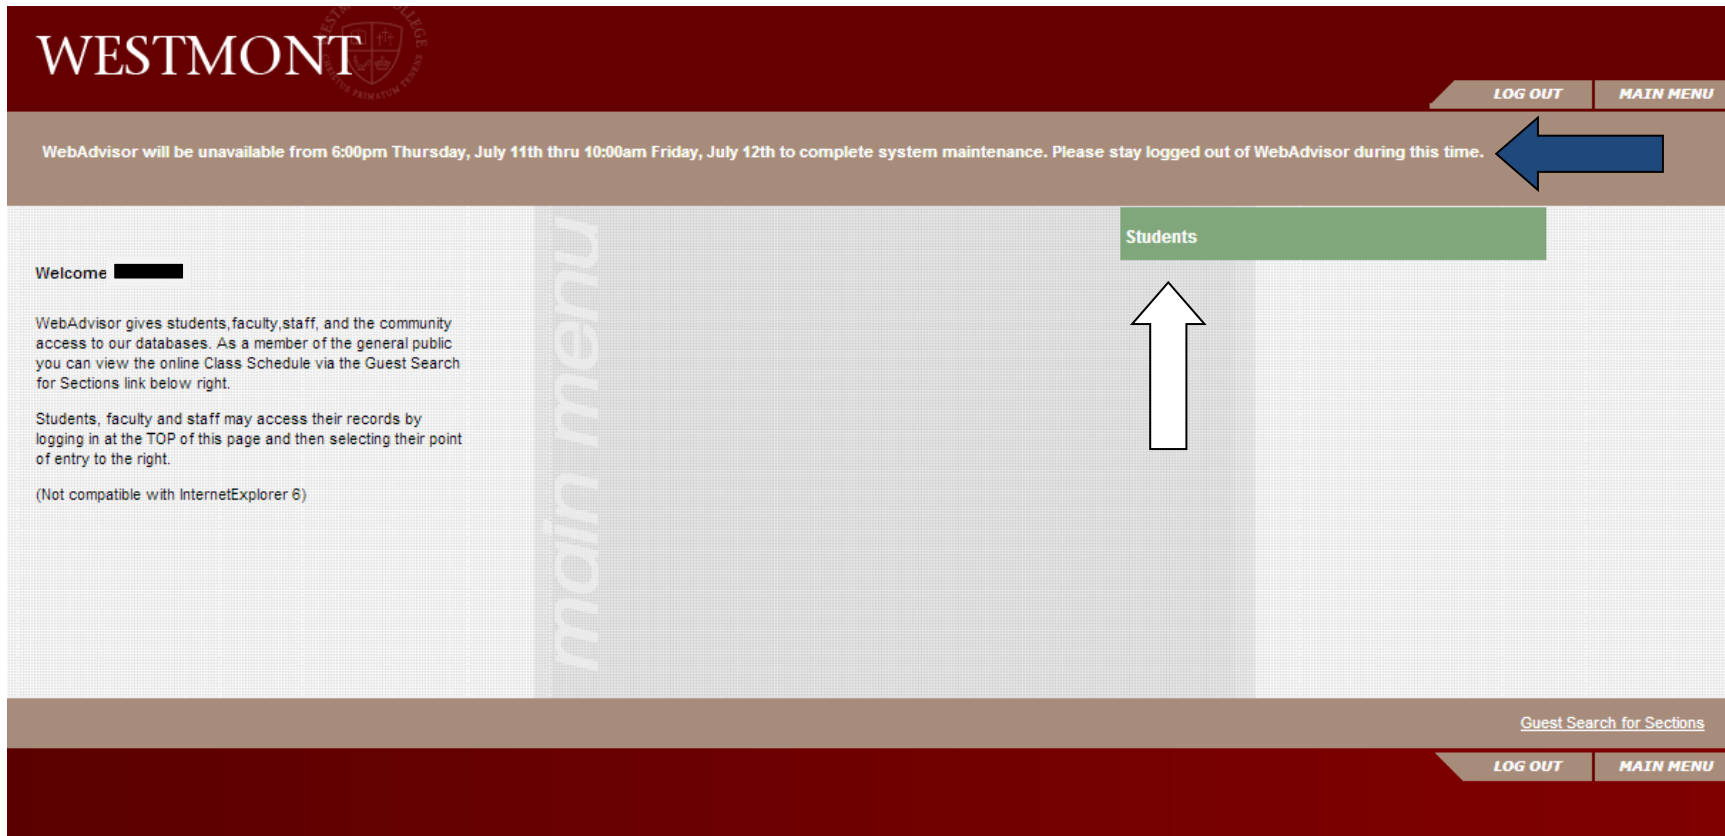 WESTMONT
LOG OUT
MAIN MENU
WebAdvisor will be unavailable from 6:00pm Thursday, July 11th thru 10:00am Friday, July 12th to complete system maintenance. Please stay logged out of WebAdvisor during this time.
main menu
Students
Welcome
WebAdvisor gives students,faculty,staff, and the community
access to our databases. As a member of the general public
you can view the online Class Schedule via the Guest Search
for Sections link below right.
Students, faculty and staff may access their records by
logging in at the TOP of this page and then selecting their point
of entry to the right.
(Not compatible with InternetExplorer 6)
Guest Search for Sections
LOG OUT
MAIN MENU